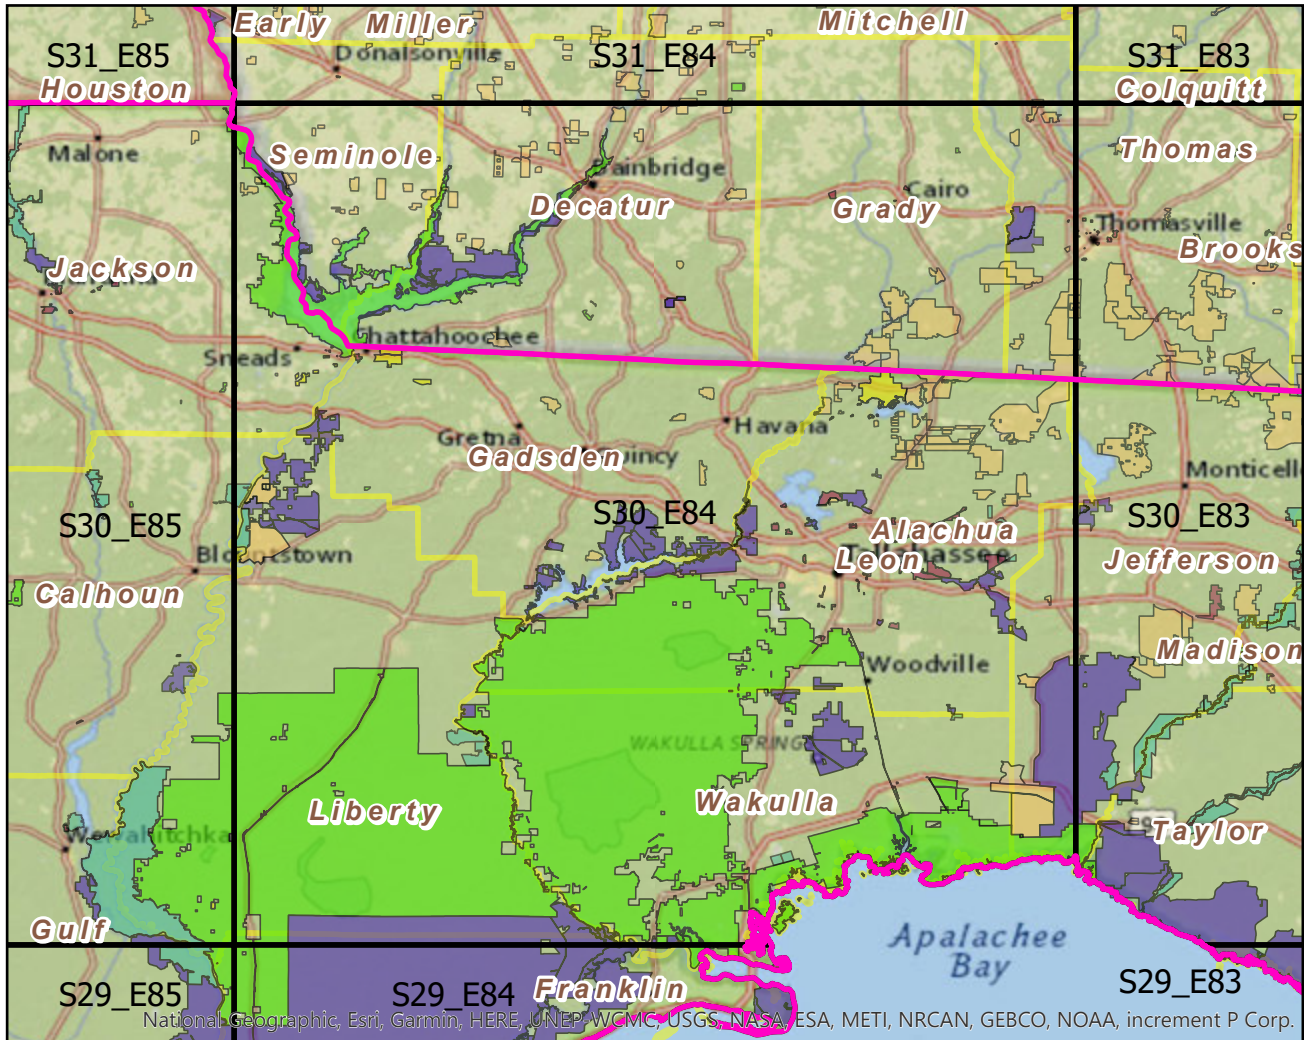 Early Miller Mitchell
S31_E85 Donalsonville S31_E84 S31_E83
Houston Colquitt
Malone Seminole Thomas
Bainbridge
Decatur Cairo
Grady Thomasville
Brooks
Jackson
Chattahoochee
Sneads
Gretna Havana
Gadsden Quincy Monticello
S30_E85 S30_E84 S30_E83
Alachua
Blountstown Leon Tallahassee Jefferson
Calhoun
Woodville Madison
WAKULLA SPRINGS
Liberty Wakulla
Wewahitchka Taylor
Gulf
Apalachee
Bay
S29_E85 S29_E84 Franklin S29_E83
National Geographic, Esri, Garmin, HERE, UNEP-WCMC, USGS, NASA, ESA, METI, NRCAN, GEBCO, NOAA, increment P Corp.